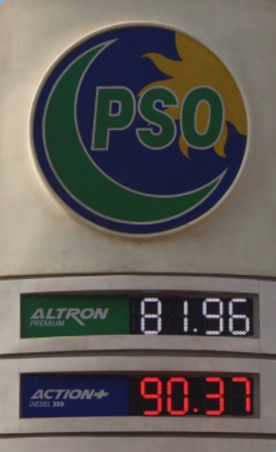 PSO
ALTRON 81.96
PREMIUM
ACTION+ 90.37
DIESEL >>>